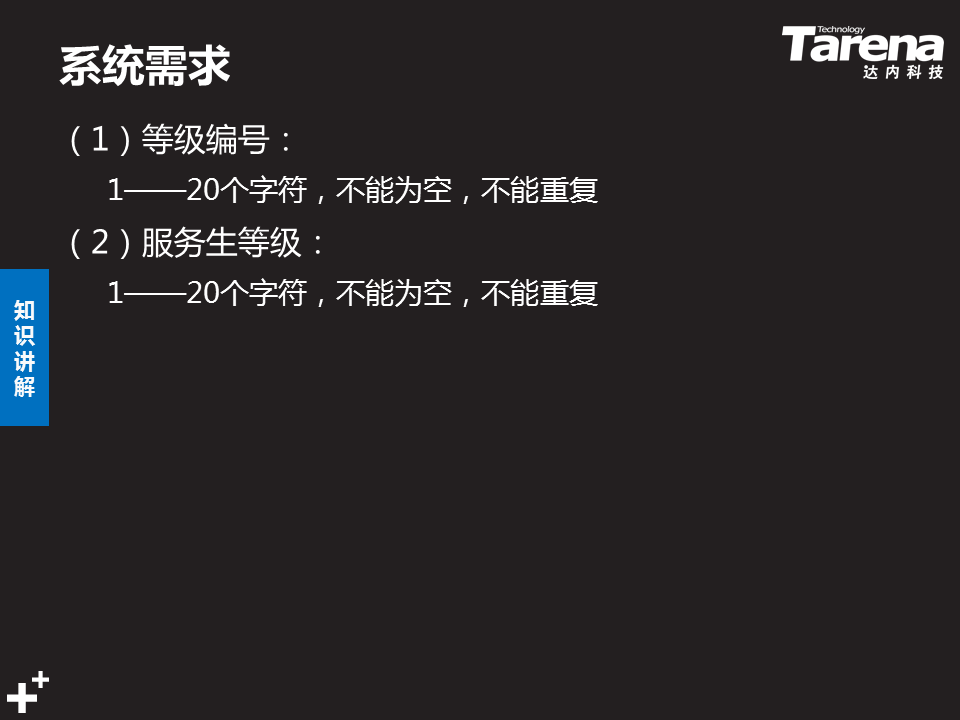 系统需求
Technology
Tarena
达内科技
（1）等级编号：
1——20个字符，不能为空，不能重复
（2）服务生等级：
1——20个字符，不能为空，不能重复
知识讲解